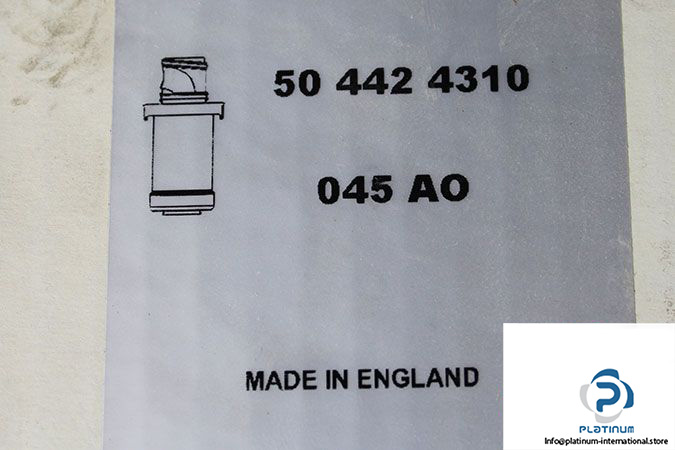 50 442 4310
045 AO
MADE IN ENGLAND
PLATINUM
Info@platinum-international.store